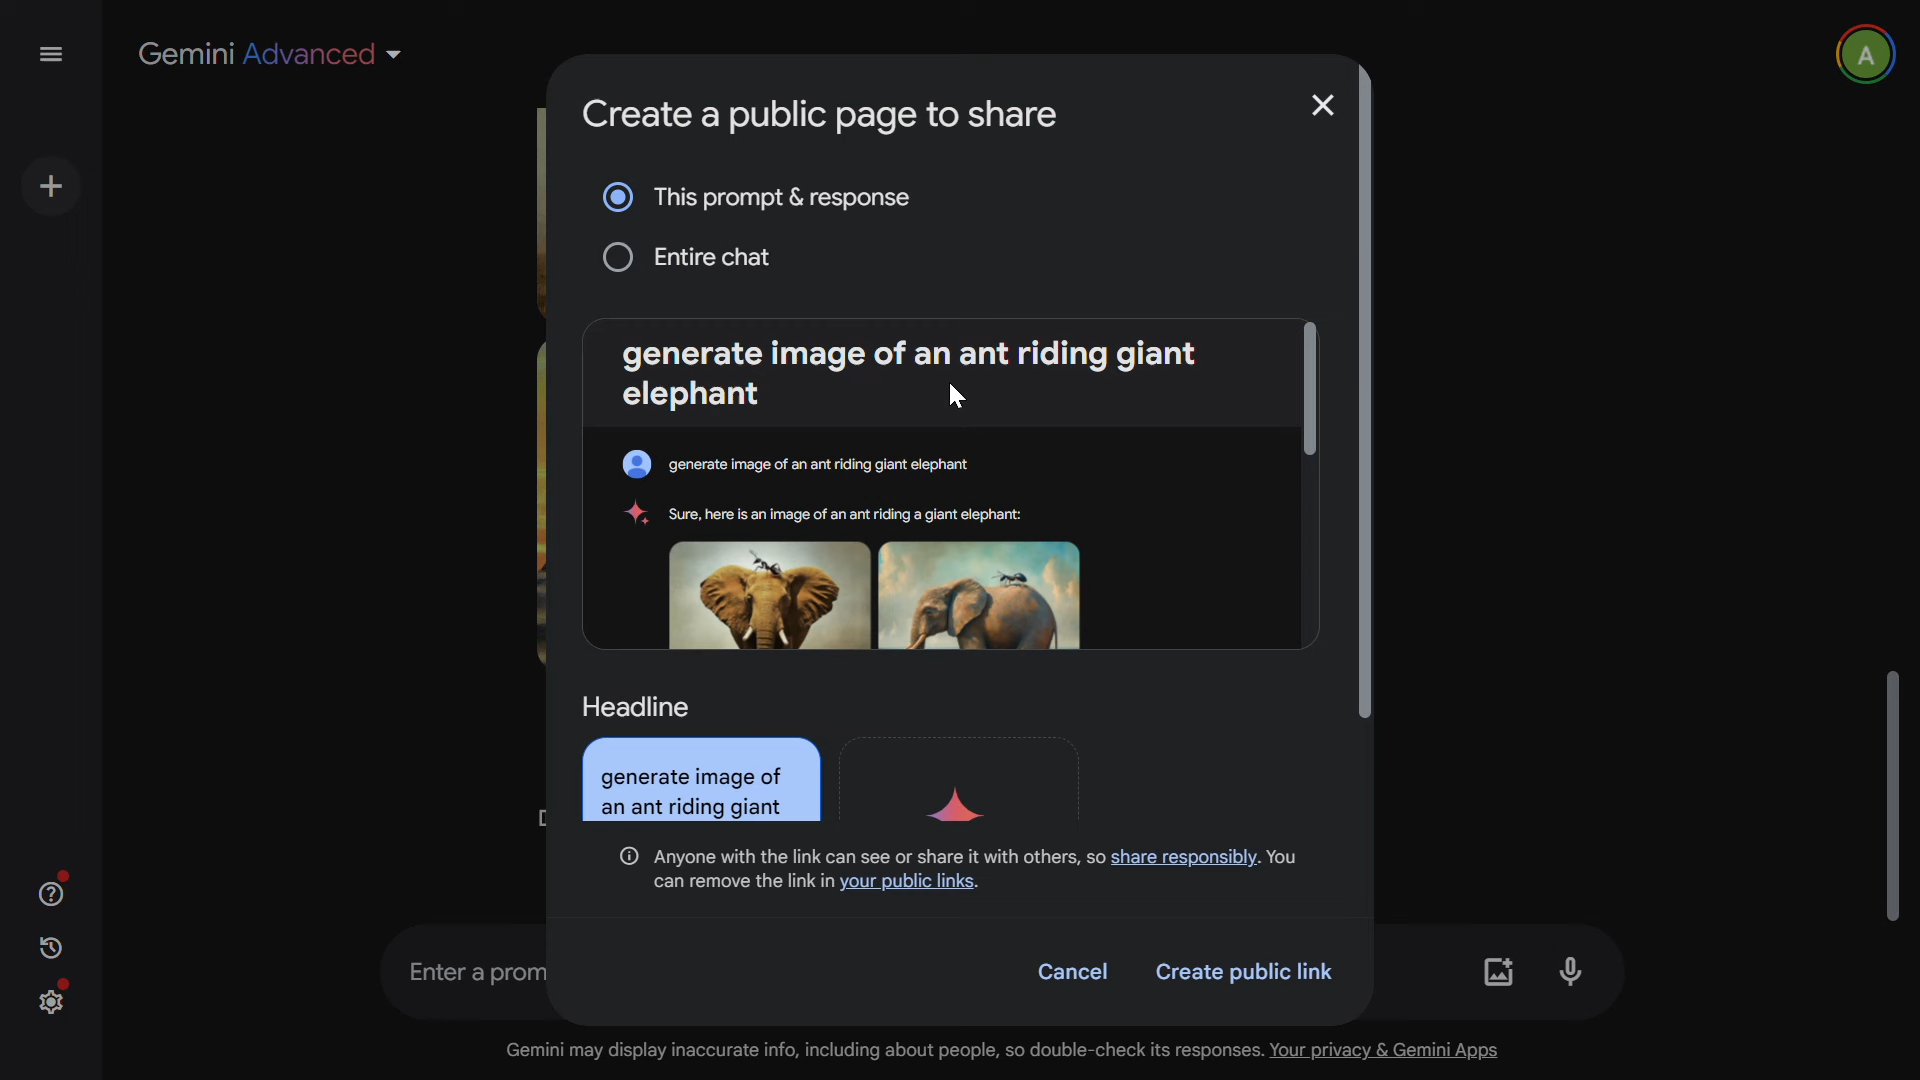 Gemini Advanced
A
Create a public page to share
This prompt & response
Entire chat
generate image of an ant riding giant
elephant
generate image of an ant riding giant elephant
Sure, here is an image of an ant riding a giant elephant:
Headline
generate image of
an ant riding giant
Anyone with the link can see or share it with others, so share responsibly. You
can remove the link in your public links.
Enter a prom
Cancel
Create public link
Gemini may display inaccurate info, including about people, so double-check its responses. Your privacy & Gemini Apps